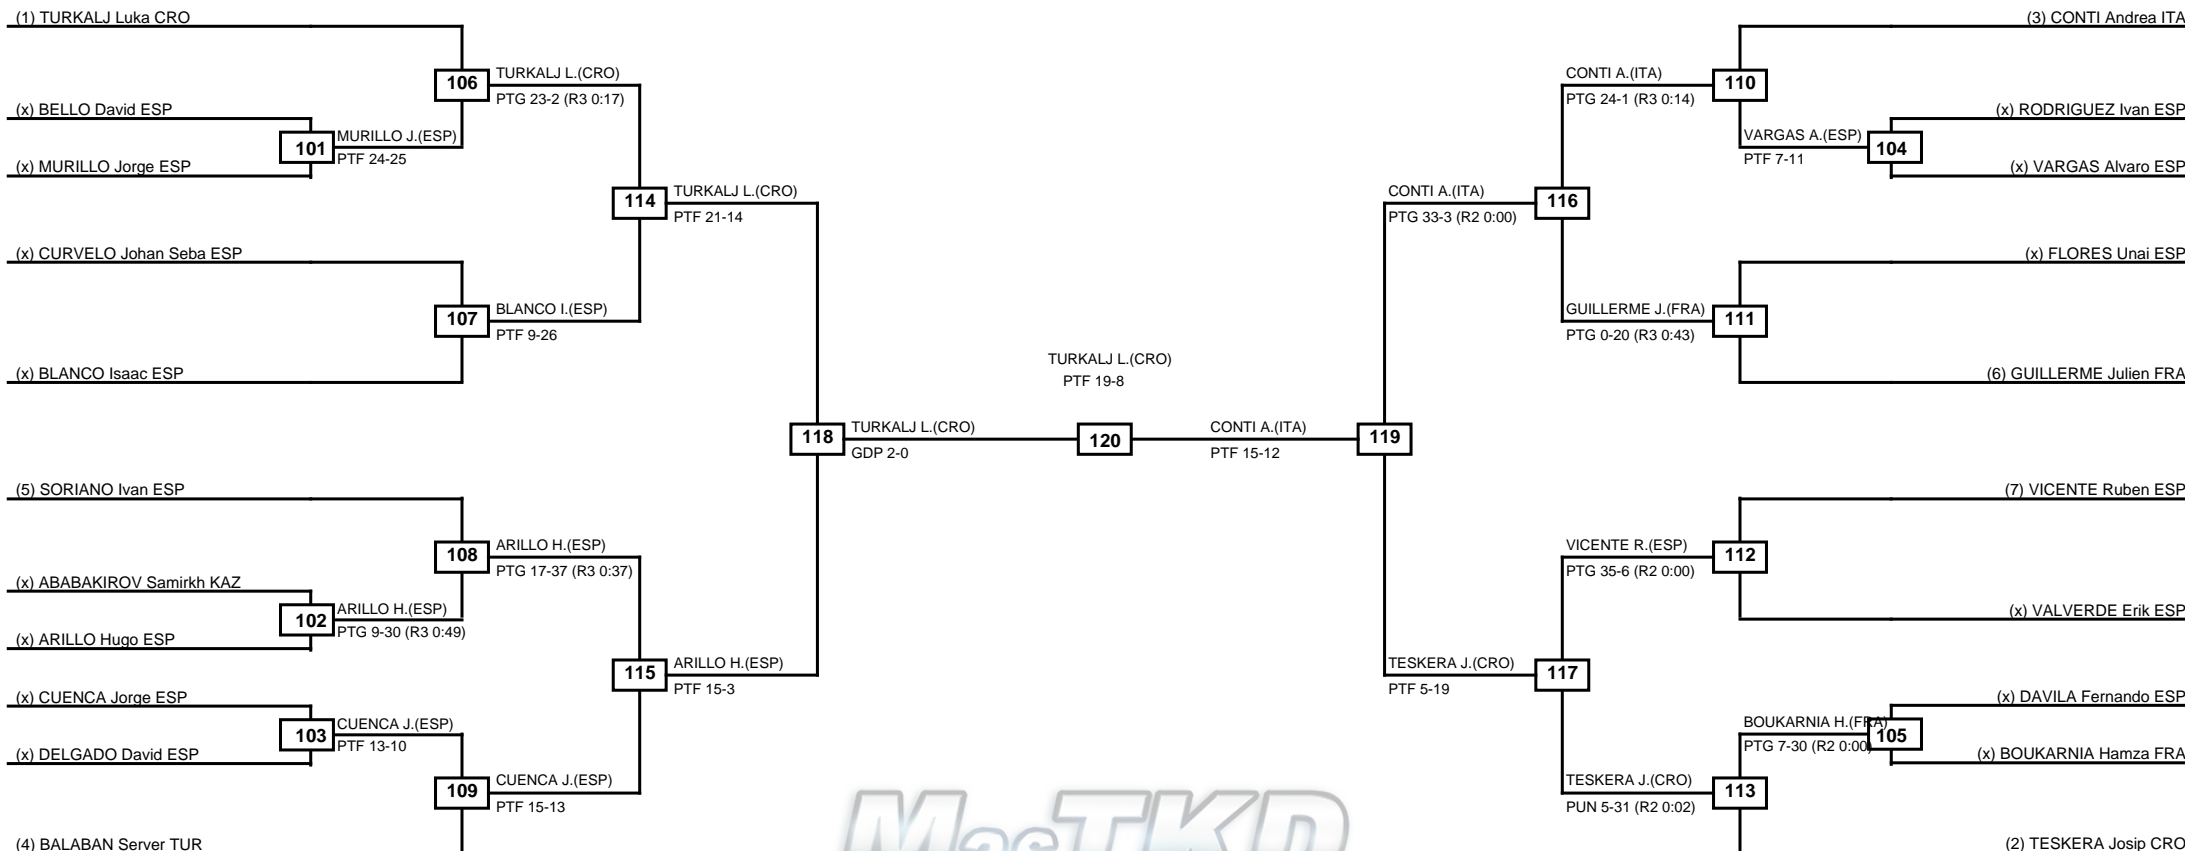 (1) TURKALJ Luka CRO
(3) CONTI Andrea ITA
106
TURKALJ L.(CRO)
PTG 23-2 (R3 0:17)
CONTI A.(ITA)
PTG 24-1 (R3 0:14)
110
(x) BELLO David ESP
(x) RODRIGUEZ Ivan ESP
101
MURILLO J.(ESP)
PTF 24-25
VARGAS A.(ESP)
PTF 7-11
104
(x) MURILLO Jorge ESP
(x) VARGAS Alvaro ESP
114
TURKALJ L.(CRO)
PTF 21-14
CONTI A.(ITA)
PTG 33-3 (R2 0:00)
116
(x) CURVELO Johan Seba ESP
(x) FLORES Unai ESP
107
BLANCO I.(ESP)
PTF 9-26
GUILLERME J.(FRA)
PTG 0-20 (R3 0:43)
111
(x) BLANCO Isaac ESP
(6) GUILLERME Julien FRA
TURKALJ L.(CRO)
PTF 19-8
118
TURKALJ L.(CRO)
GDP 2-0
120
CONTI A.(ITA)
PTF 15-12
119
(5) SORIANO Ivan ESP
(7) VICENTE Ruben ESP
108
ARILLO H.(ESP)
PTG 17-37 (R3 0:37)
VICENTE R.(ESP)
PTG 35-6 (R2 0:00)
112
(x) ABABAKIROV Samirkh KAZ
(x) VALVERDE Erik ESP
102
ARILLO H.(ESP)
PTG 9-30 (R3 0:49)
(x) ARILLO Hugo ESP
115
ARILLO H.(ESP)
PTF 15-3
TESKERA J.(CRO)
PTF 5-19
117
(x) CUENCA Jorge ESP
(x) DAVILA Fernando ESP
103
CUENCA J.(ESP)
PTF 13-10
BOUKARNIA H.(FRA)
PTG 7-30 (R2 0:00)
105
(x) DELGADO David ESP
(x) BOUKARNIA Hamza FRA
109
CUENCA J.(ESP)
PTF 15-13
TESKERA J.(CRO)
PUN 5-31 (R2 0:02)
113
MasTKD
(4) BALABAN Server TUR
(2) TESKERA Josip CRO